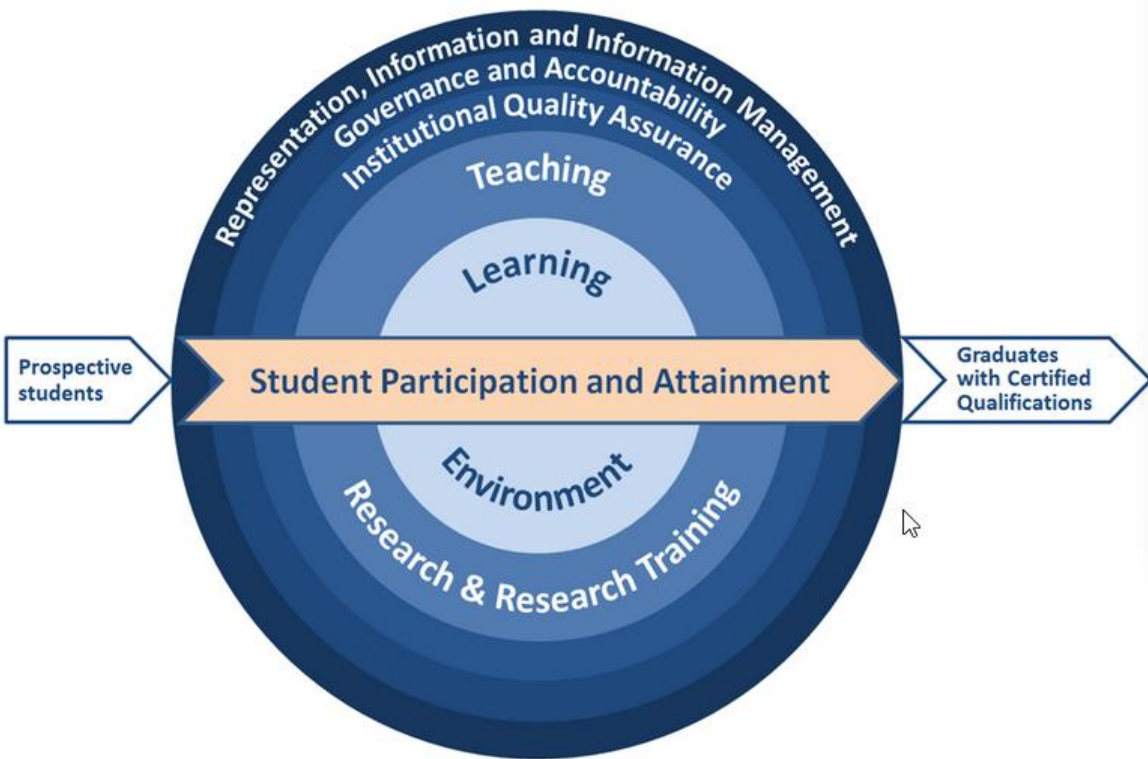 Representation, Information and Information Management
Governance and Accountability
Institutional Quality Assurance
Teaching
Learning
Prospective
students
Student Participation and Attainment
Graduates
with Certified
Qualifications
Environment
Research & Research Training